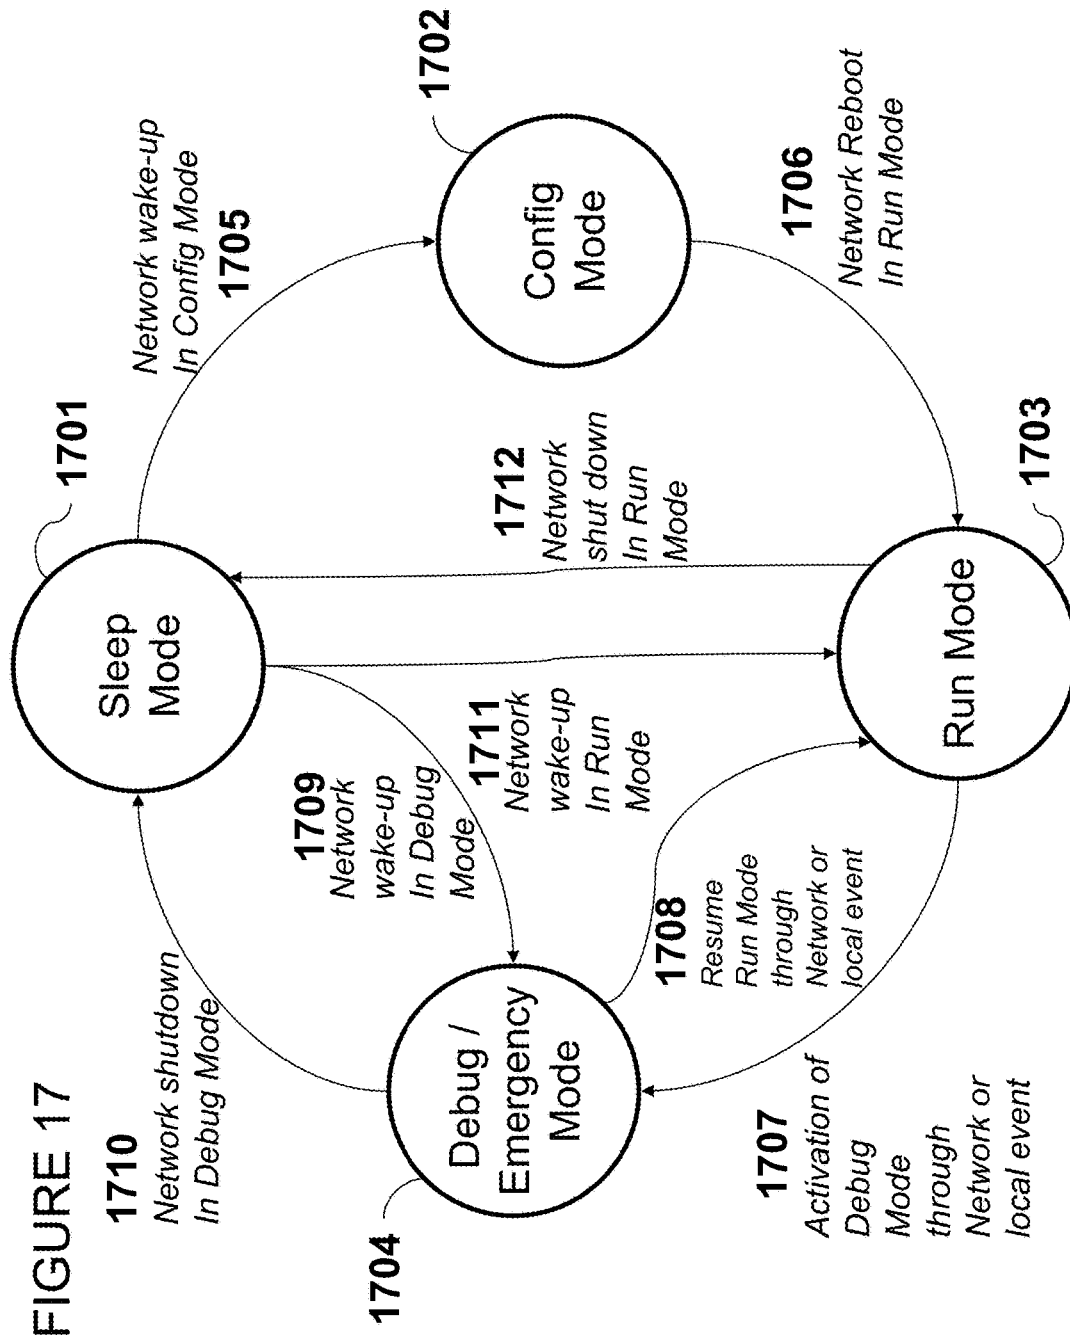 FIGURE 17
1710
Network shutdown
In Debug Mode
1704
Debug /
Emergency
Mode
1707
Activation of
Debug
Mode
through
Network or
local event
1709
Network
wake-up
In Debug
Mode
1708
Resume
Run Mode
through
Network or
local event
Sleep
Mode
1701
1711
Network
wake-up
In Run
Mode
1712
Network
shut down
In Run
Mode
Run Mode
1703
Network wake-up
In Config Mode
1705
Config
Mode
1702
1706
Network Reboot
In Run Mode